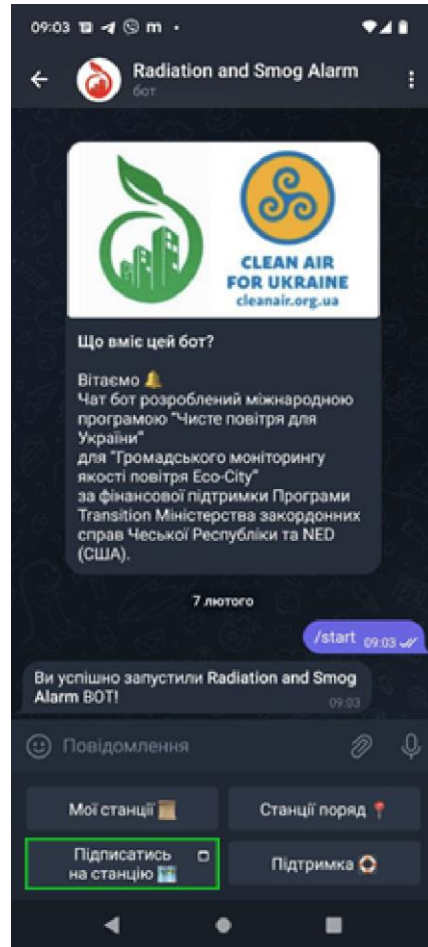 09:03
Radiation and Smog Alarm
бот
CLEAN AIR
FOR UKRAINE
cleanair.org.ua
Що вміє цей бот?
Вітаємо 🔔
Чат бот розроблений міжнародною
програмою "Чисте повітря для
України"
для "Громадського моніторингу
якості повітря Eco-City"
за фінансової підтримки Програми
Transition Міністерства закордонних
справ Чеської Республіки та NED
(США).
7 лютого
/start 09:03
Ви успішно запустили Radiation and Smog
Alarm BOT!
09:03
Повідомлення
Мої станції
Станції поряд 📍
Підписатись
на станцію
Підтримка